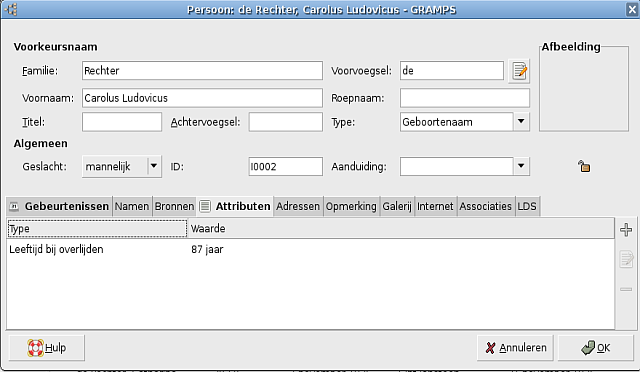 Persoon: de Rechter, Carolus Ludovicus - GRAMPS
Voorkeursnaam
Afbeelding
Familie: Rechter Voorvoegsel: de
Voornaam: Carolus Ludovicus Roepnaam:
Titel: Achtervoegsel: Type: Geboortenaam
Algemeen
Geslacht: mannelijk ID: I0002 Aanduiding:
Gebeurtenissen Namen Bronnen Attributen Adressen Opmerking Galerij Internet Associaties LDS
Type Waarde
Leeftijd bij overlijden 87 jaar
Hulp Annuleren OK